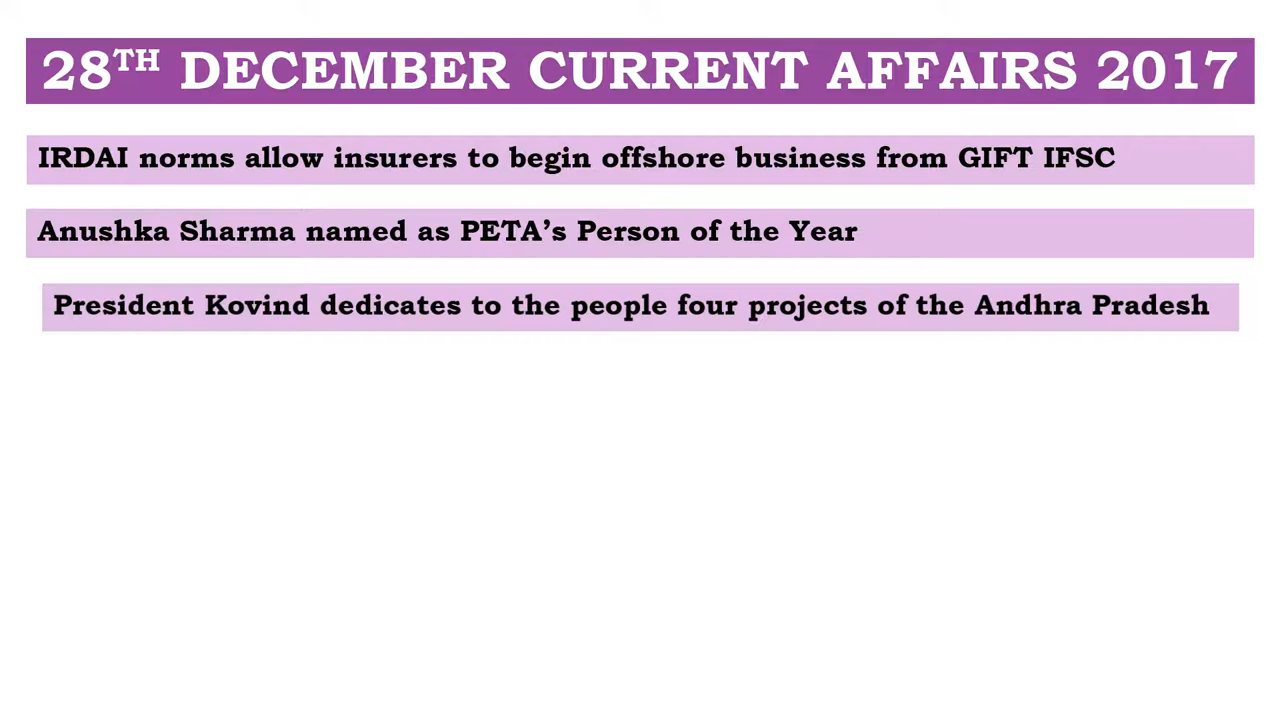 28TH DECEMBER CURRENT AFFAIRS 2017
IRDAI norms allow insurers to begin offshore business from GIFT IFSC
Anushka Sharma named as PETA’s Person of the Year
President Kovind dedicates to the people four projects of the Andhra Pradesh